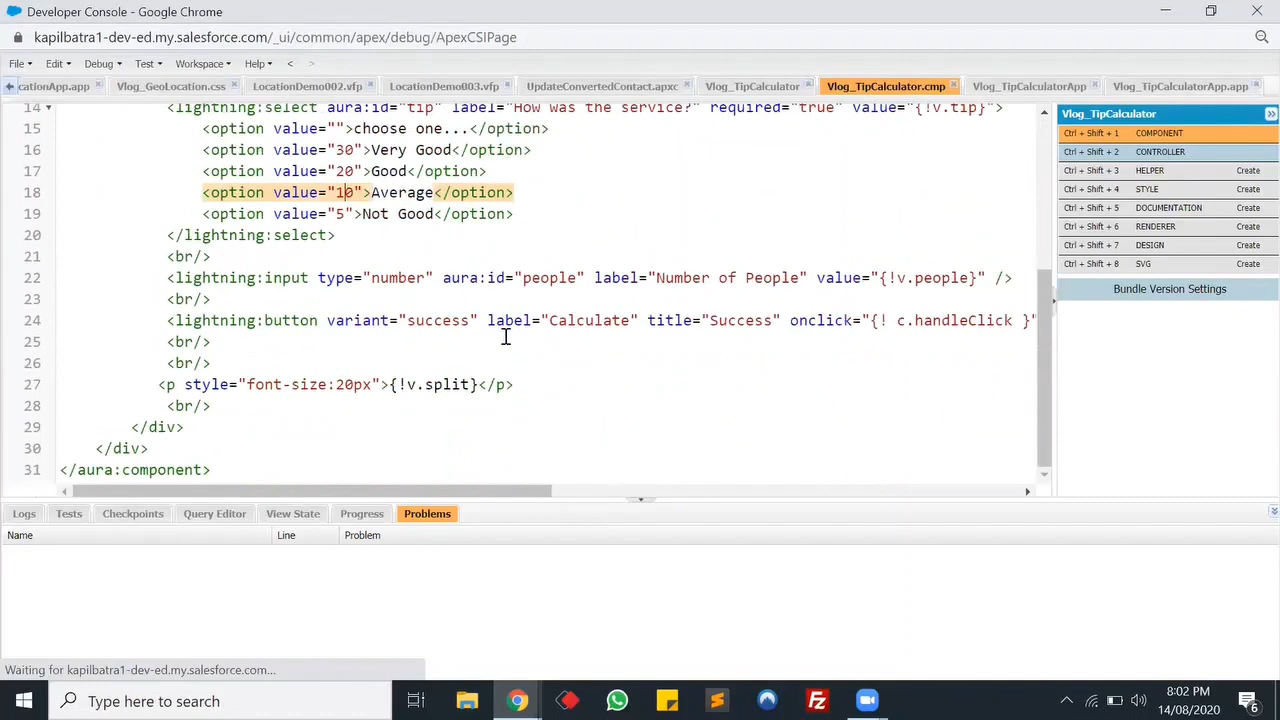 Developer Console - Google Chrome
kapilbatra1-dev-ed.my.salesforce.com/_ui/common/apex/debug/ApexCSIPage
File Edit Debug Test Workspace Help < >
cationApp.app Vlog_GeoLocation.css LocationDemo002.vfp LocationDemo003.vfp UpdateConvertedContact.apxc Vlog_TipCalculator Vlog_TipCalculator.cmp Vlog_TipCalculatorApp Vlog_TipCalculatorApp.app
14 <lightning:select aura:id="tip" label="How was the service?" required="true" value="{!v.tip}">
15 <option value="">choose one...</option>
16 <option value="30">Very Good</option>
17 <option value="20">Good</option>
18 <option value="10">Average</option>
19 <option value="5">Not Good</option>
20 </lightning:select>
21 <br/>
22 <lightning:input type="number" aura:id="people" label="Number of People" value="{!v.people}" />
23 <br/>
24 <lightning:button variant="success" label="Calculate" title="Success" onclick="{! c.handleClick }"
25 <br/>
26 <br/>
27 <p style="font-size:20px">{!v.split}</p>
28 <br/>
29 </div>
30 </div>
31 </aura:component>
Vlog_TipCalculator
Ctrl + Shift + 1 COMPONENT
Ctrl + Shift + 2 CONTROLLER
Ctrl + Shift + 3 HELPER Create
Ctrl + Shift + 4 STYLE Create
Ctrl + Shift + 5 DOCUMENTATION Create
Ctrl + Shift + 6 RENDERER Create
Ctrl + Shift + 7 DESIGN Create
Ctrl + Shift + 8 SVG Create
Bundle Version Settings
Logs Tests Checkpoints Query Editor View State Progress Problems
Name Line Problem
Waiting for kapilbatra1-dev-ed.my.salesforce.com...
Type here to search
8:02 PM
14/08/2020
6